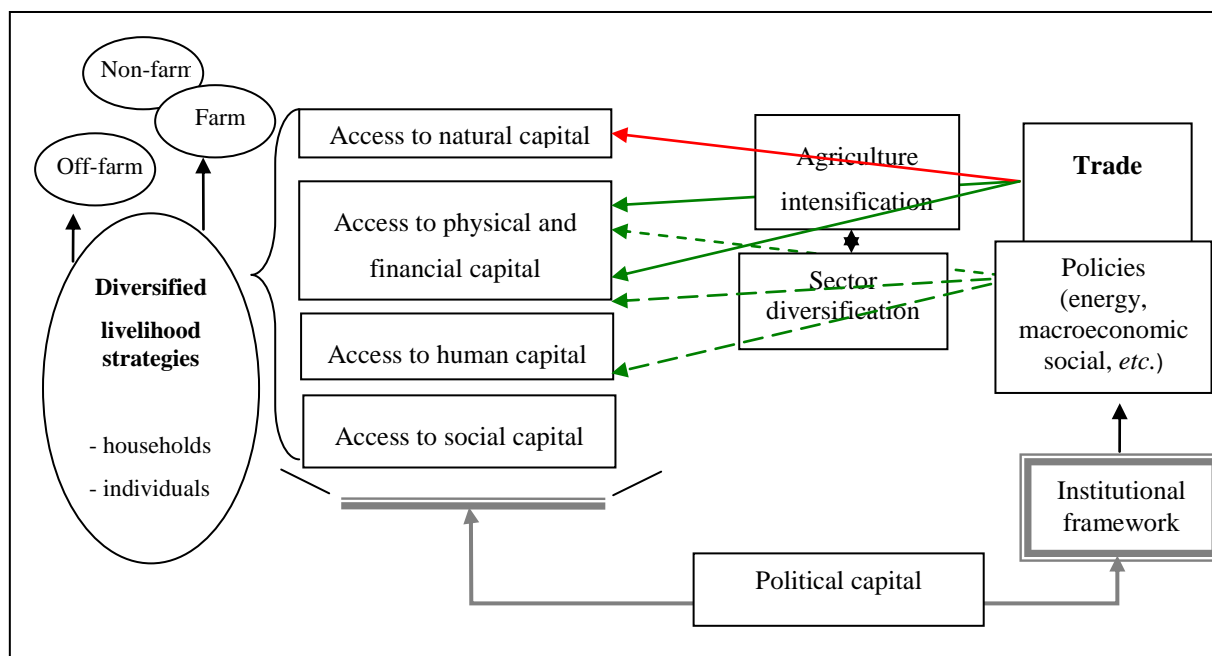 Non-farm
Farm
Off-farm
Diversified
livelihood
strategies
- households
- individuals
Access to natural capital
Access to physical and
financial capital
Access to human capital
Access to social capital
Agriculture
intensification
Sector
diversification
Trade
Policies
(energy,
macroeconomic
social, etc.)
Institutional
framework
Political capital